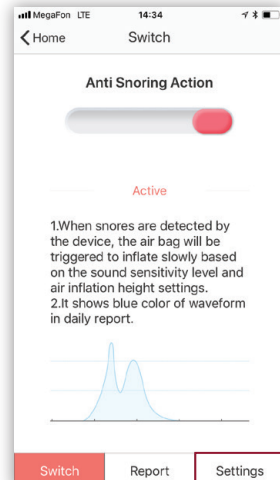 MegaFon LTE 14:34
Home Switch
Anti Snoring Action
Active
1.When snores are detected by
the device, the air bag will be
triggered to inflate slowly based
on the sound sensitivity level and
air inflation height settings.
2.It shows blue color of waveform
in daily report.
Switch Report Settings